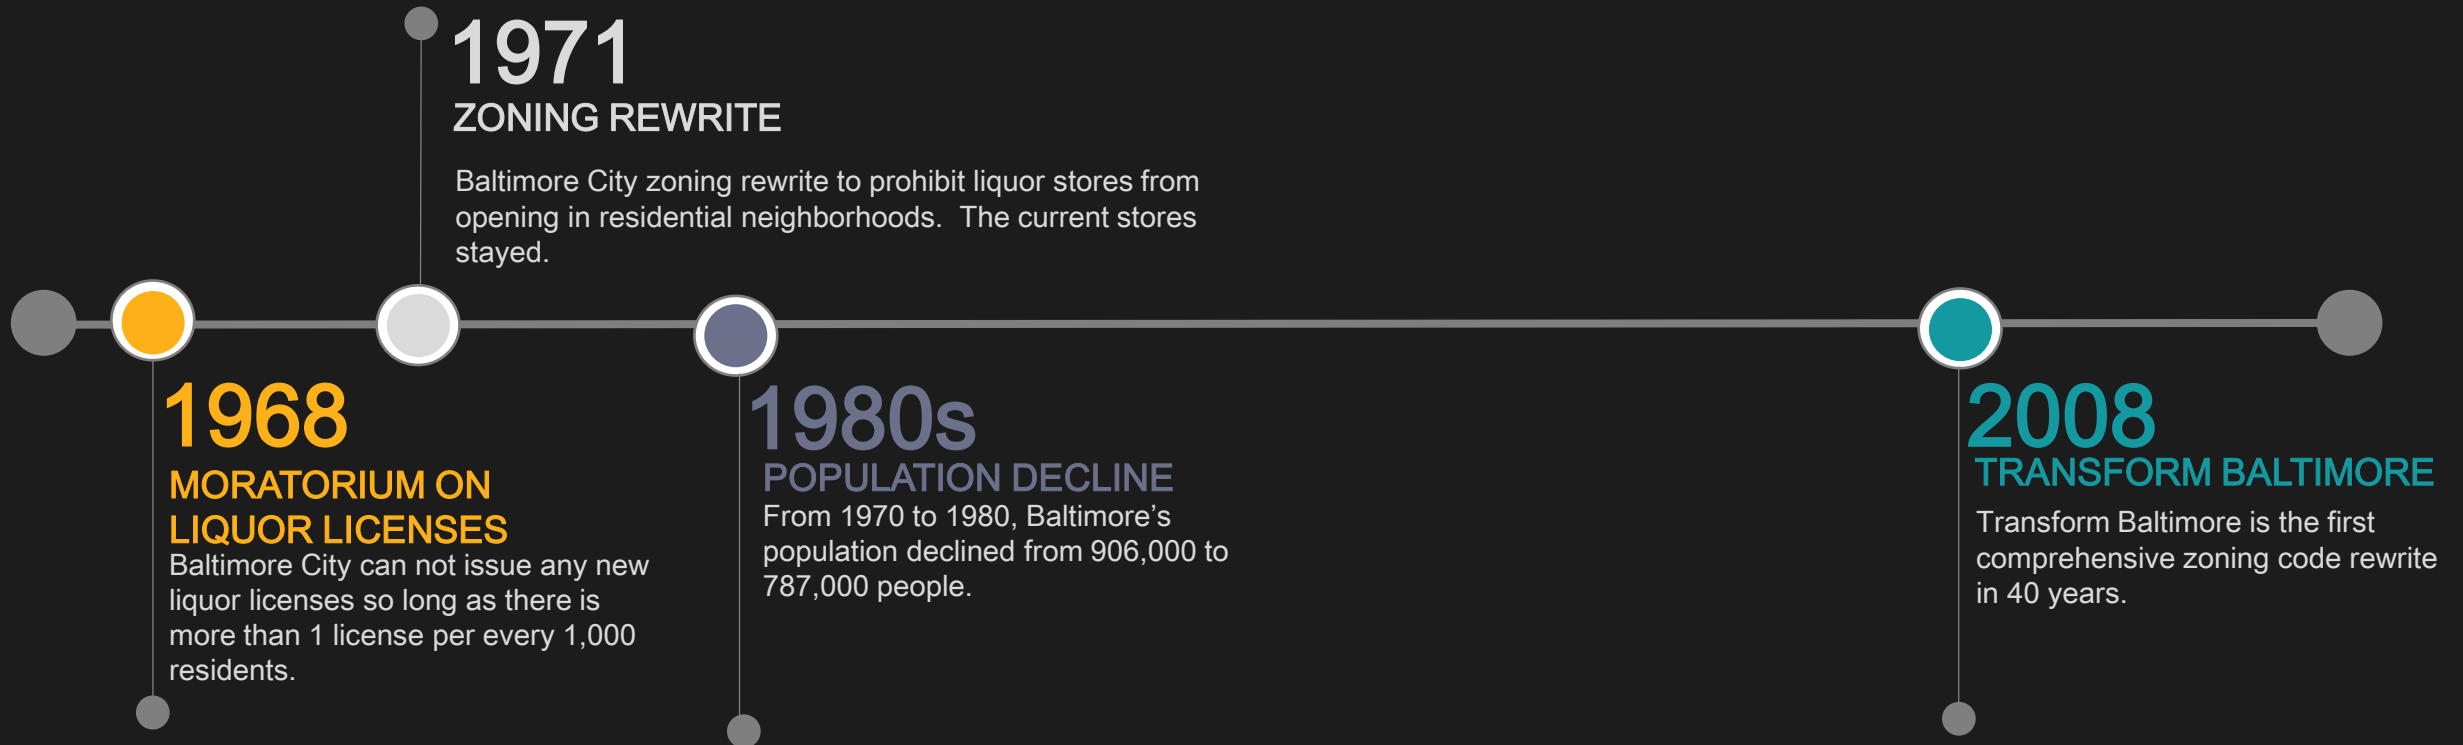 1971
ZONING REWRITE
Baltimore City zoning rewrite to prohibit liquor stores from
opening in residential neighborhoods.  The current stores
stayed.
1968
MORATORIUM ON
LIQUOR LICENSES
Baltimore City can not issue any new
liquor licenses so long as there is
more than 1 license per every 1,000
residents.
1980s
POPULATION DECLINE
From 1970 to 1980, Baltimore’s
population declined from 906,000 to
787,000 people.
2008
TRANSFORM BALTIMORE
Transform Baltimore is the first
comprehensive zoning code rewrite
in 40 years.